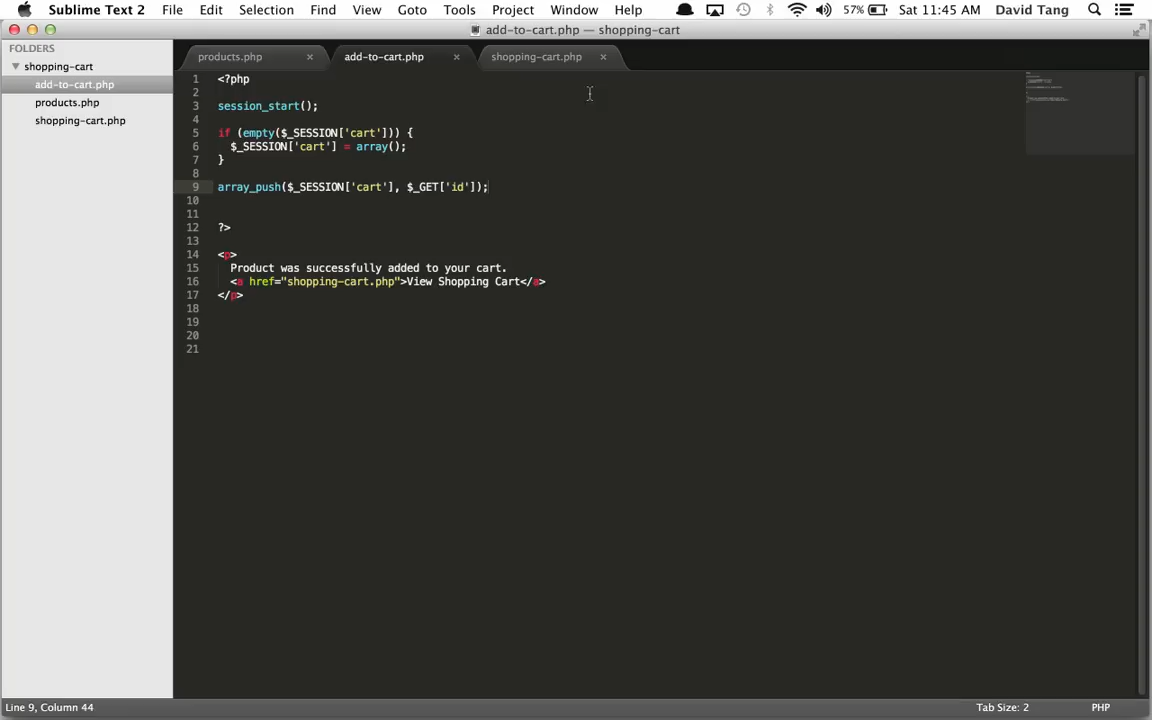 Sublime Text 2 File Edit Selection Find View Goto Tools Project Window Help 57% Sat 11:45 AM David Tang
add-to-cart.php — shopping-cart
FOLDERS
shopping-cart
add-to-cart.php
products.php
shopping-cart.php
products.php × add-to-cart.php × shopping-cart.php ×
1 <?php
2
3 session_start();
4
5 if (empty($_SESSION['cart'])) {
6 $_SESSION['cart'] = array();
7 }
8
9 array_push($_SESSION['cart'], $_GET['id']);
10
11
12 ?>
13
14 <p>
15 Product was successfully added to your cart.
16 <a href="shopping-cart.php">View Shopping Cart</a>
17 </p>
18
19
20
21
Line 9, Column 44 Tab Size: 2 PHP